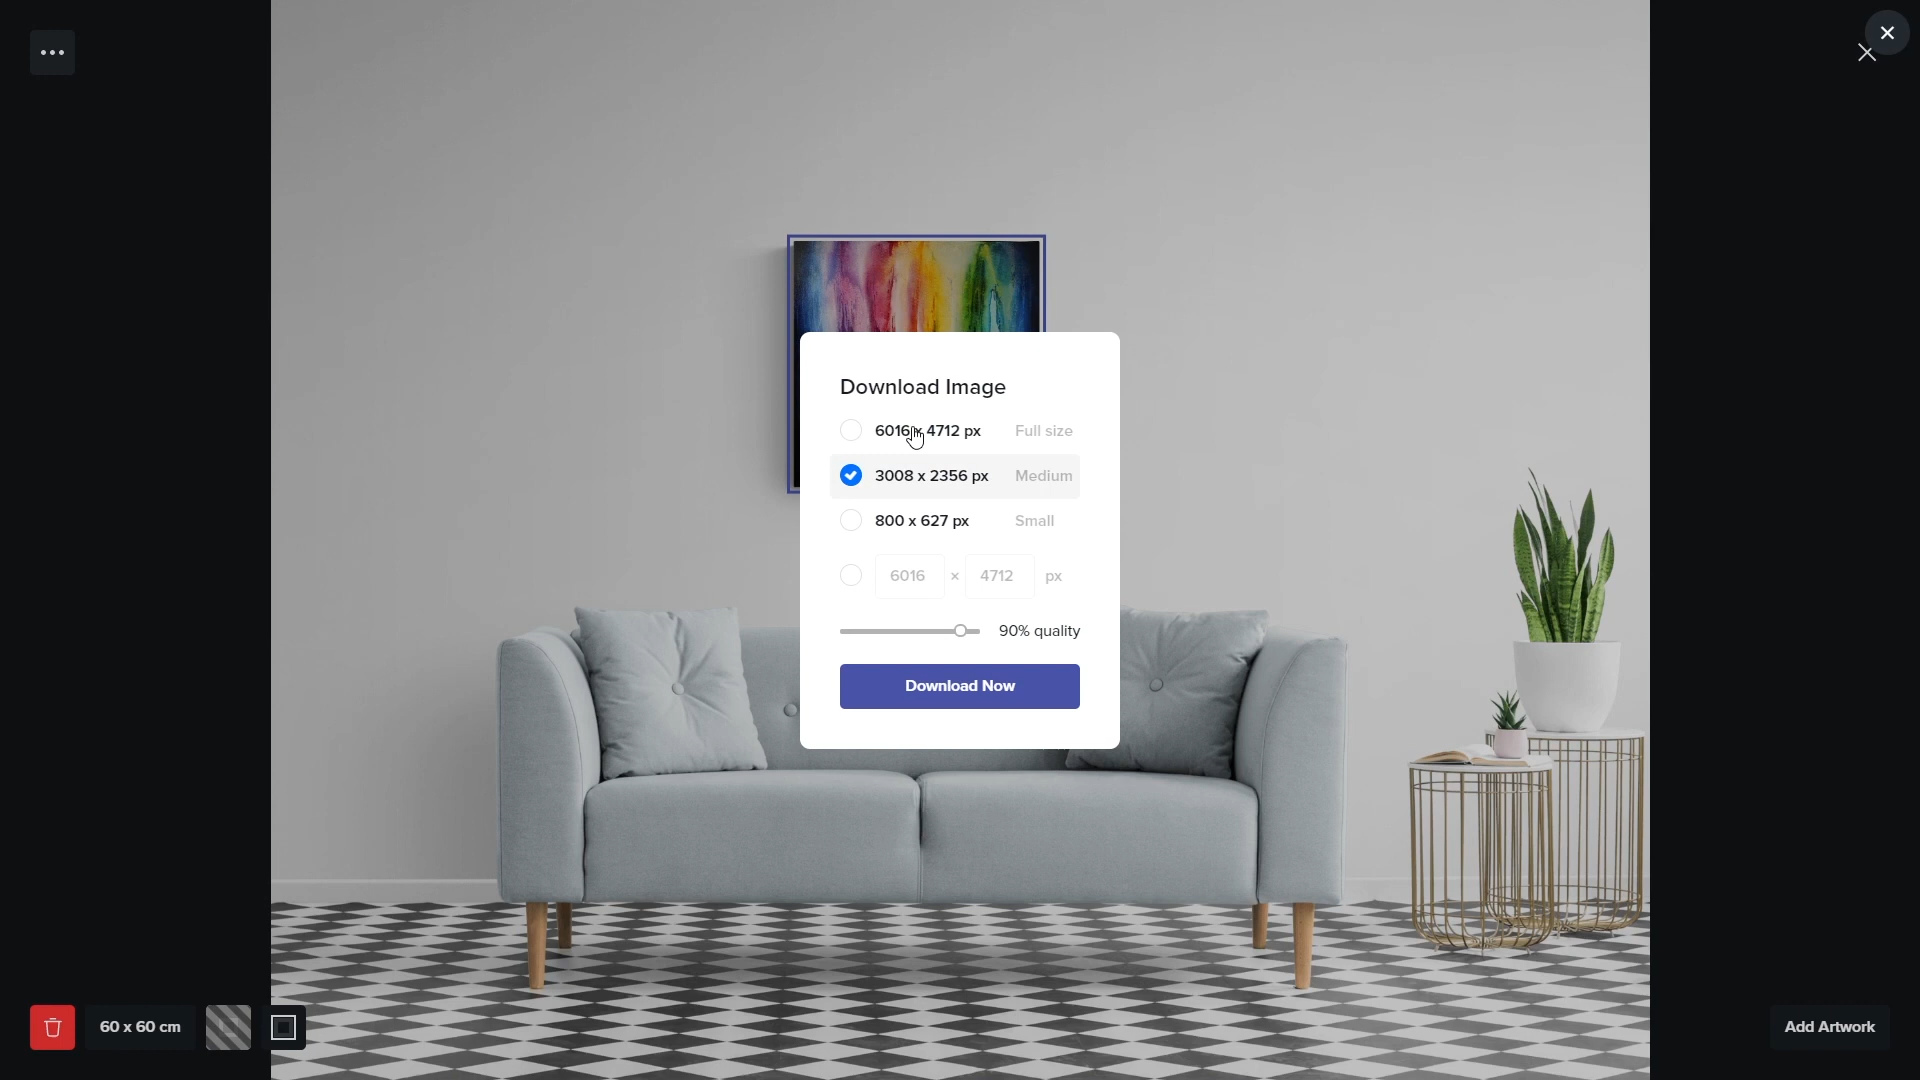 Download Image
6016 x 4712 px Full size
3008 x 2356 px Medium
800 x 627 px Small
6016 × 4712 px
90% quality
Download Now
60 x 60 cm
Add Artwork